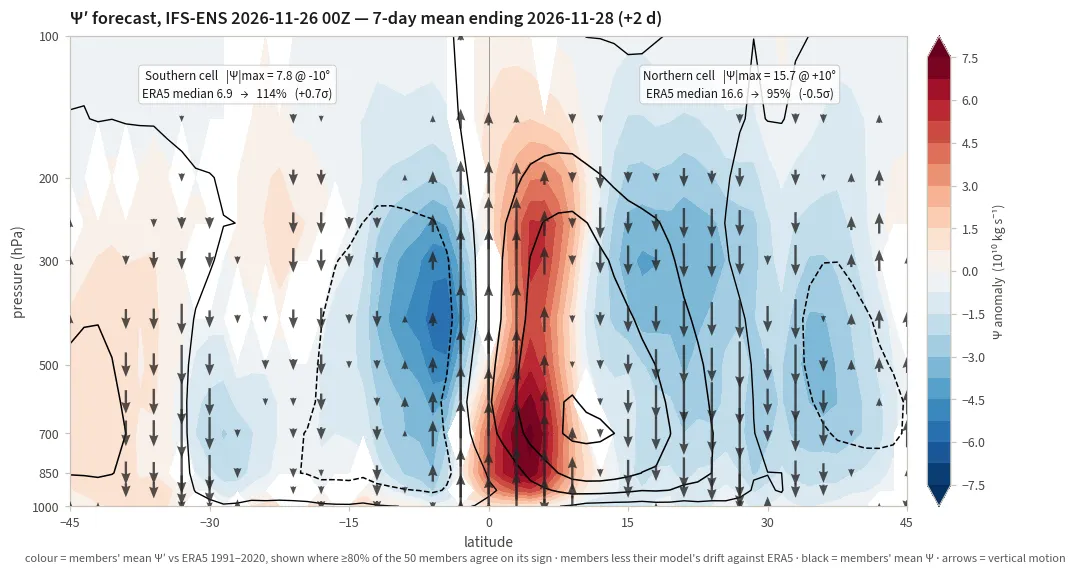 Ψ′ forecast, IFS-ENS 2026-11-26 00Z — 7-day mean ending 2026-11-28 (+2 d)
Southern cell |Ψ|max = 7.8 @ -10°
ERA5 median 6.9 → 114% (+0.7σ)
Northern cell |Ψ|max = 15.7 @ +10°
ERA5 median 16.6 → 95% (-0.5σ)
100
200
300
500
700
850
1000
pressure (hPa)
−45
−30
−15
0
15
30
45
latitude
7.5
6.0
4.5
3.0
1.5
0.0
−1.5
−3.0
−4.5
−6.0
−7.5
Ψ anomaly (10¹⁰ kg s⁻¹)
colour = members' mean Ψ′ vs ERA5 1991–2020, shown where ≥80% of the 50 members agree on its sign · members less their model's drift against ERA5 · black = members' mean Ψ · arrows = vertical motion